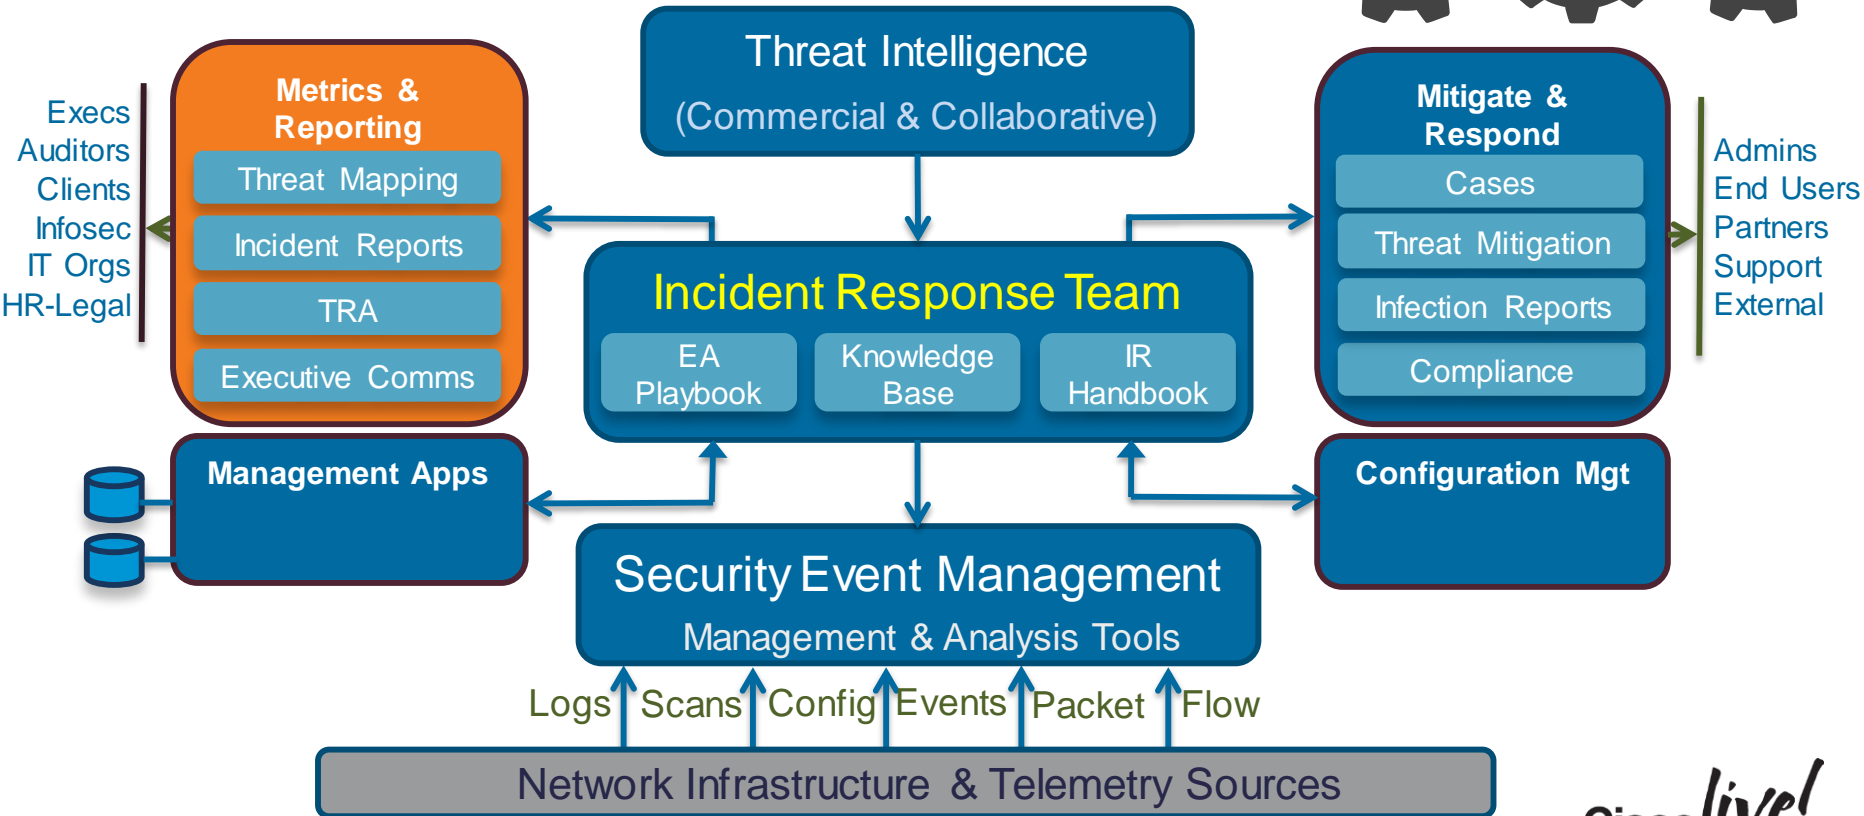 Threat Intelligence
(Commercial & Collaborative)
Execs
Auditors
Clients
Infosec
IT Orgs
HR-Legal
Metrics &
Reporting
Threat Mapping
Incident Reports
TRA
Executive Comms
Incident Response Team
EA
Playbook
Knowledge
Base
IR
Handbook
Mitigate &
Respond
Cases
Threat Mitigation
Infection Reports
Compliance
Admins
End Users
Partners
Support
External
Management Apps
Configuration Mgt
Security Event Management
Management & Analysis Tools
Logs Scans Config Events Packet Flow
Network Infrastructure & Telemetry Sources
Cisco live!